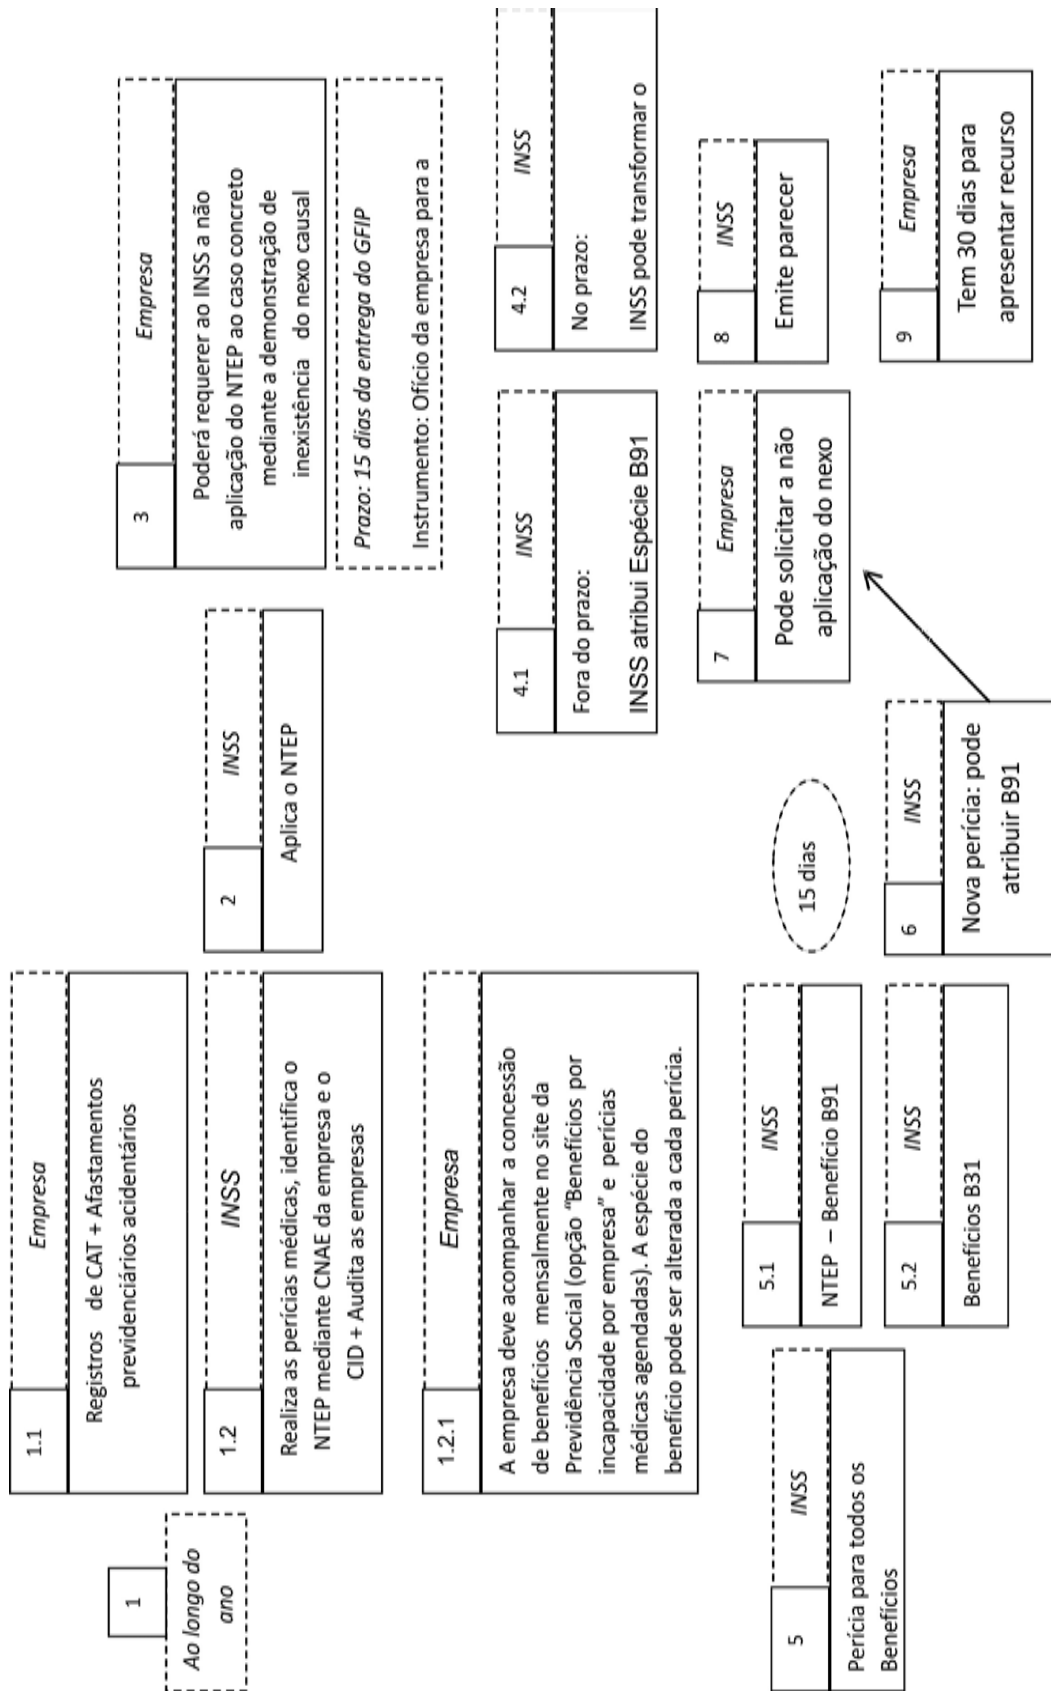 1
Ao longo do
ano
1.1
Empresa
Registros de CAT + Afastamentos
previdenciários acidentários
1.2
INSS
Realiza as perícias médicas, identifica o
NTEP mediante CNAE da empresa e o
CID + Audita as empresas
1.2.1
Empresa
A empresa deve acompanhar a concessão
de benefícios mensalmente no site da
Previdência Social (opção "Benefícios por
incapacidade por empresa" e perícias
médicas agendadas). A espécie do
benefício pode ser alterada a cada perícia.
2
INSS
Aplica o NTEP
3
Empresa
Poderá requerer ao INSS a não
aplicação do NTEP ao caso concreto
mediante a demonstração de
inexistência do nexo causal
Prazo: 15 dias da entrega do GFIP
Instrumento: Ofício da empresa para a
4.1
INSS
Fora do prazo:
INSS atribui Espécie B91
4.2
INSS
No prazo:
INSS pode transformar o
5
INSS
Perícia para todos os
Benefícios
5.1
INSS
NTEP – Benefício B91
5.2
INSS
Benefícios B31
15 dias
6
INSS
Nova perícia: pode
atribuir B91
7
Empresa
Pode solicitar a não
aplicação do nexo
8
INSS
Emite parecer
9
Empresa
Tem 30 dias para
apresentar recurso